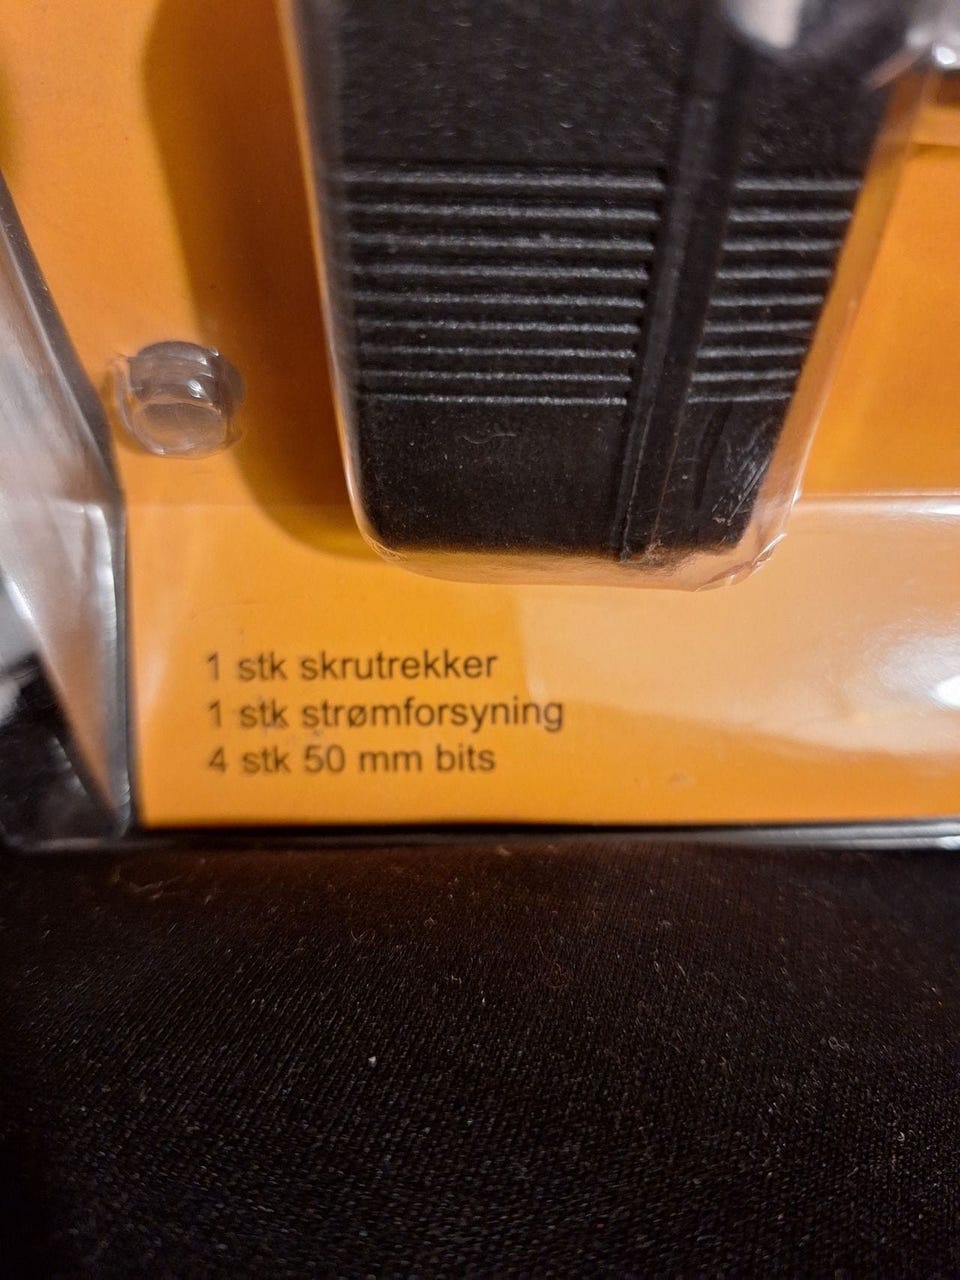 1 stk skrutrekker
1 stk strømforsyning
4 stk 50 mm bits